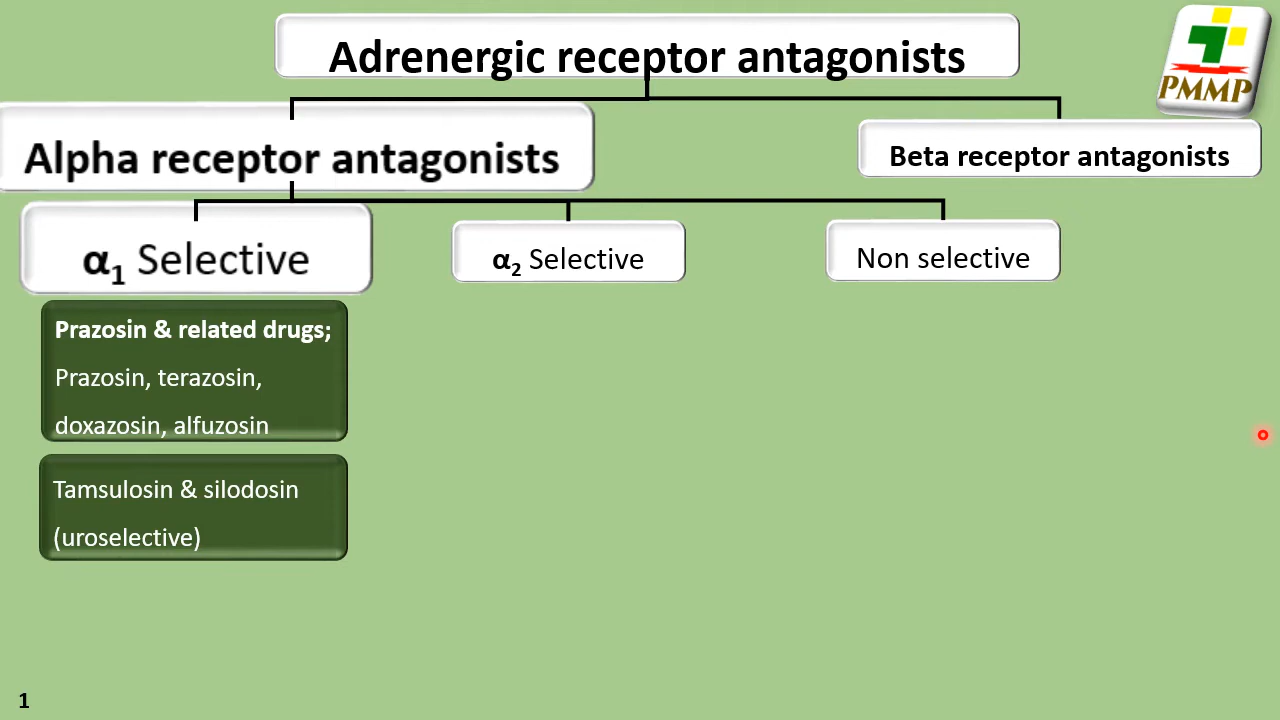 Adrenergic receptor antagonists
PMMP
Alpha receptor antagonists
Beta receptor antagonists
α₁ Selective
α₂ Selective
Non selective
Prazosin & related drugs;
Prazosin, terazosin,
doxazosin, alfuzosin
Tamsulosin & silodosin
(uroselective)
1